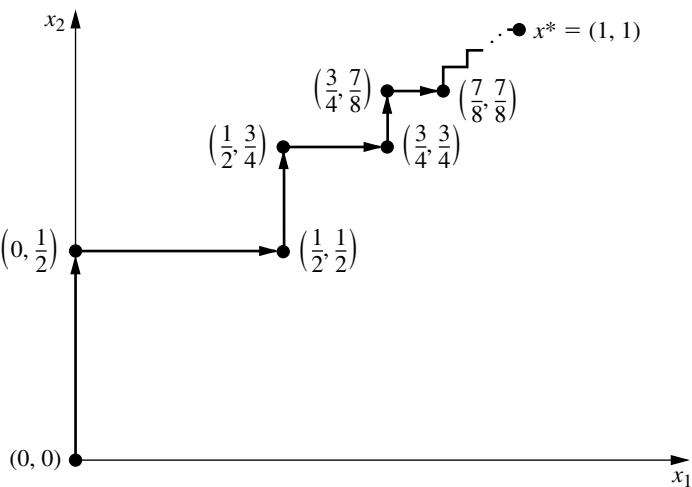 x₂
x* = (1, 1)
(3/4, 7/8)
(7/8, 7/8)
(1/2, 3/4)
(3/4, 3/4)
(0, 1/2)
(1/2, 1/2)
(0, 0)
x₁